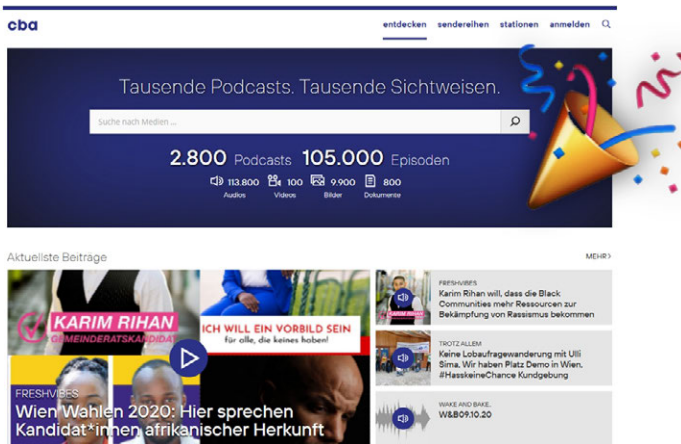 cba
entdecken sendereihen stationen anmelden
Tausende Podcasts. Tausende Sichtweisen.
Suche nach Medien ...
2.800 Podcasts 105.000 Episoden
113.800 100 9.900 800
Audios Videos Bilder Dokumente
Aktuellste Beiträge
MEHR
KARIM RIHAN
GEMEINDERATSKANDIDAT
ICH WILL EIN VORBILD SEIN
für alle, die keines haben!
FRESHVIBES
Wien Wahlen 2020: Hier sprechen
Kandidat*innen afrikanischer Herkunft
KARIM RIHAN
FRESHVIBES
Karim Rihan will, dass die Black
Communities mehr Ressourcen zur
Bekämpfung von Rassismus bekommen
TROTZ ALLEM
Keine Lobaufragewanderung mit Ulli
Sima. Wir haben Platz Demo in Wien.
#HasskeineChance Kundgebung
WAKE AND BAKE.
W&B09.10.20